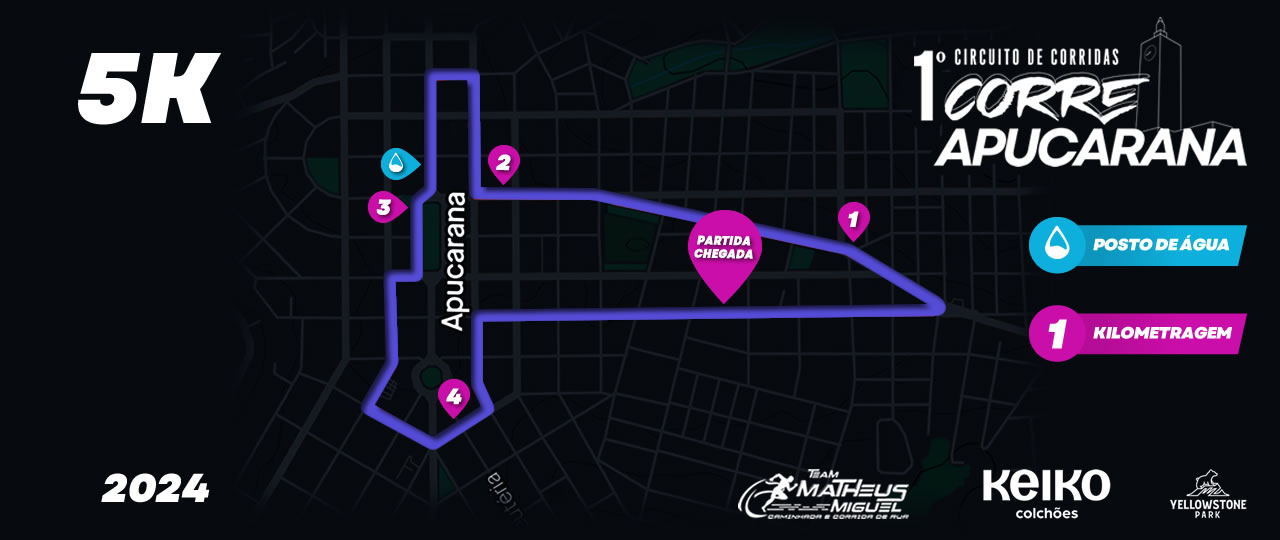 5K
1º CIRCUITO DE CORRIDAS
CORRE
APUCARANA
2
3
Apucarana
1
PARTIDA
CHEGADA
POSTO DE ÁGUA
1 KILOMETRAGEM
4
2024
TEAM
MATHEUS
MIGUEL
CAMINHADA E CORRIDA DE RUA
KEIKO
colchões
YELLOWSTONE
PARK